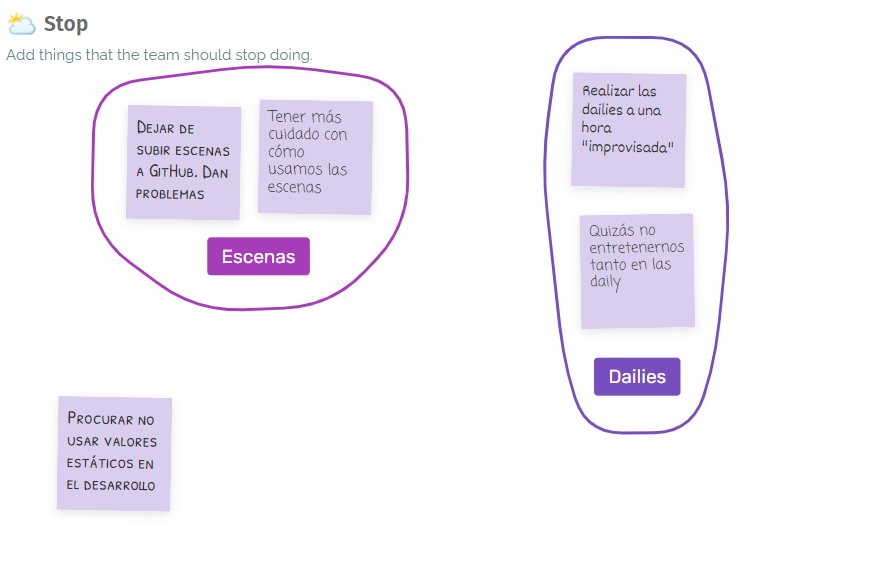 Stop
Add things that the team should stop doing.
Dejar de
subir escenas
a GitHub. Dan
problemas
Tener más
cuidado con
cómo
usamos las
escenas
Escenas
Realizar las
dailies a una
hora
"improvisada"
Quizás no
entretenernos
tanto en las
daily
Dailies
Procurar no
usar valores
estáticos en
el desarrollo